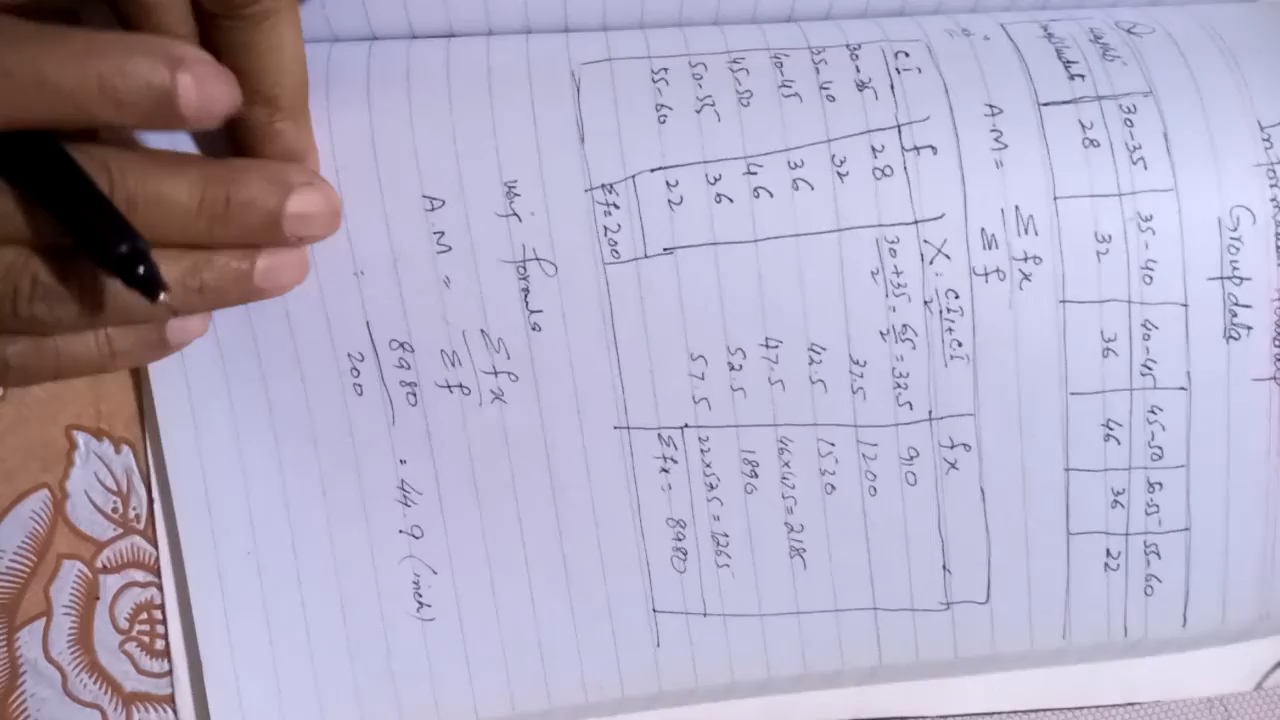 Group data
Q
30-35 35-40 40-45 45-50 50-55 55-60
28 32 36 46 36 22
A.M = Σfx / Σf
C.I f X = C.I+C.I / 2 fx
30-35 28 30+35/2 = 65/2 = 32.5 910
35-40 32 37.5 1200
40-45 36 42.5 1530
45-50 46 47.5 46×47.5=2185
50-55 36 52.5 1890
55-60 22 57.5 22×57.5=1265
Σf=200 Σfx = 8980
using formula
A.M = Σfx / Σf
8980 / 200 = 44.9 (inch)